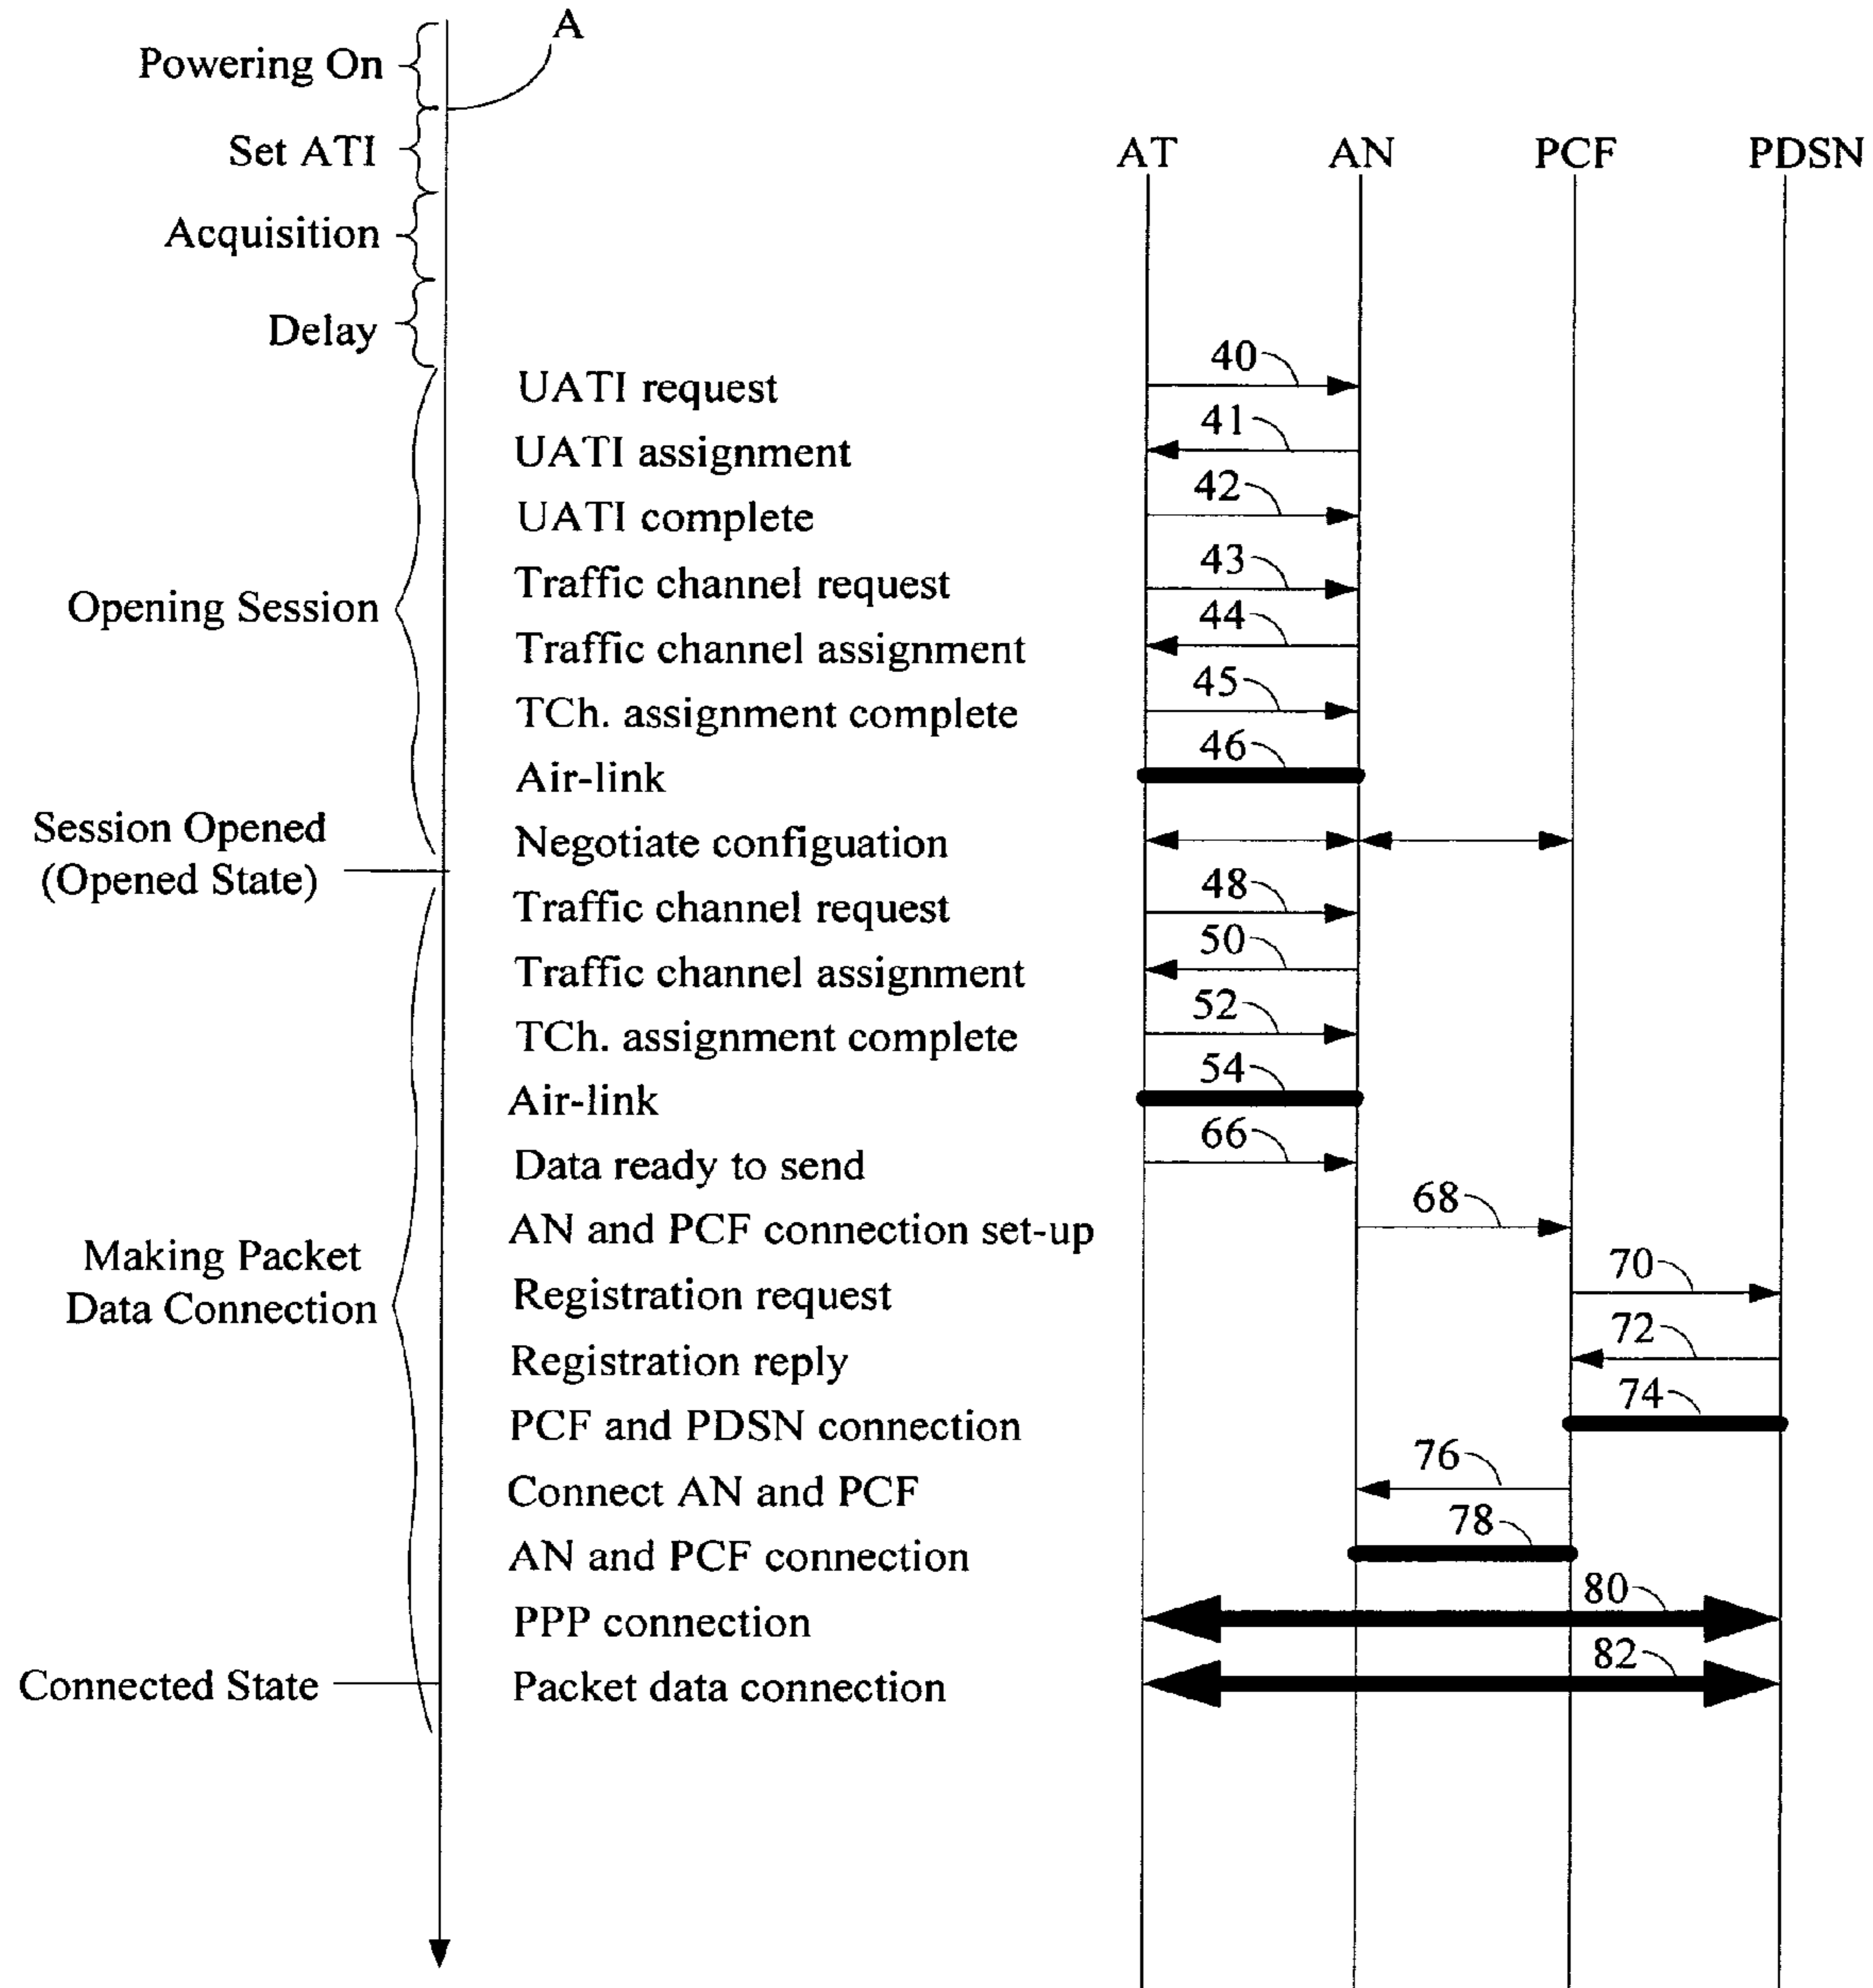 A
Powering On
Set ATI
AT AN PCF PDSN
Acquisition
Delay
40
UATI request
41
UATI assignment
42
UATI complete
43
Traffic channel request
Opening Session
44
Traffic channel assignment
45
TCh. assignment complete
46
Air-link
Session Opened
(Opened State)
Negotiate configuation
48
Traffic channel request
50
Traffic channel assignment
52
TCh. assignment complete
54
Air-link
66
Data ready to send
68
AN and PCF connection set-up
Making Packet
Data Connection
70
Registration request
72
Registration reply
74
PCF and PDSN connection
76
Connect AN and PCF
78
AN and PCF connection
80
PPP connection
82
Connected State
Packet data connection